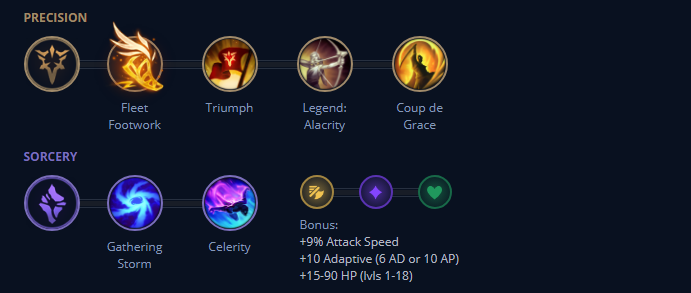 PRECISION
Fleet Footwork
Triumph
Legend: Alacrity
Coup de Grace
SORCERY
Gathering Storm
Celerity
Bonus:
+9% Attack Speed
+10 Adaptive (6 AD or 10 AP)
+15-90 HP (lvls 1-18)